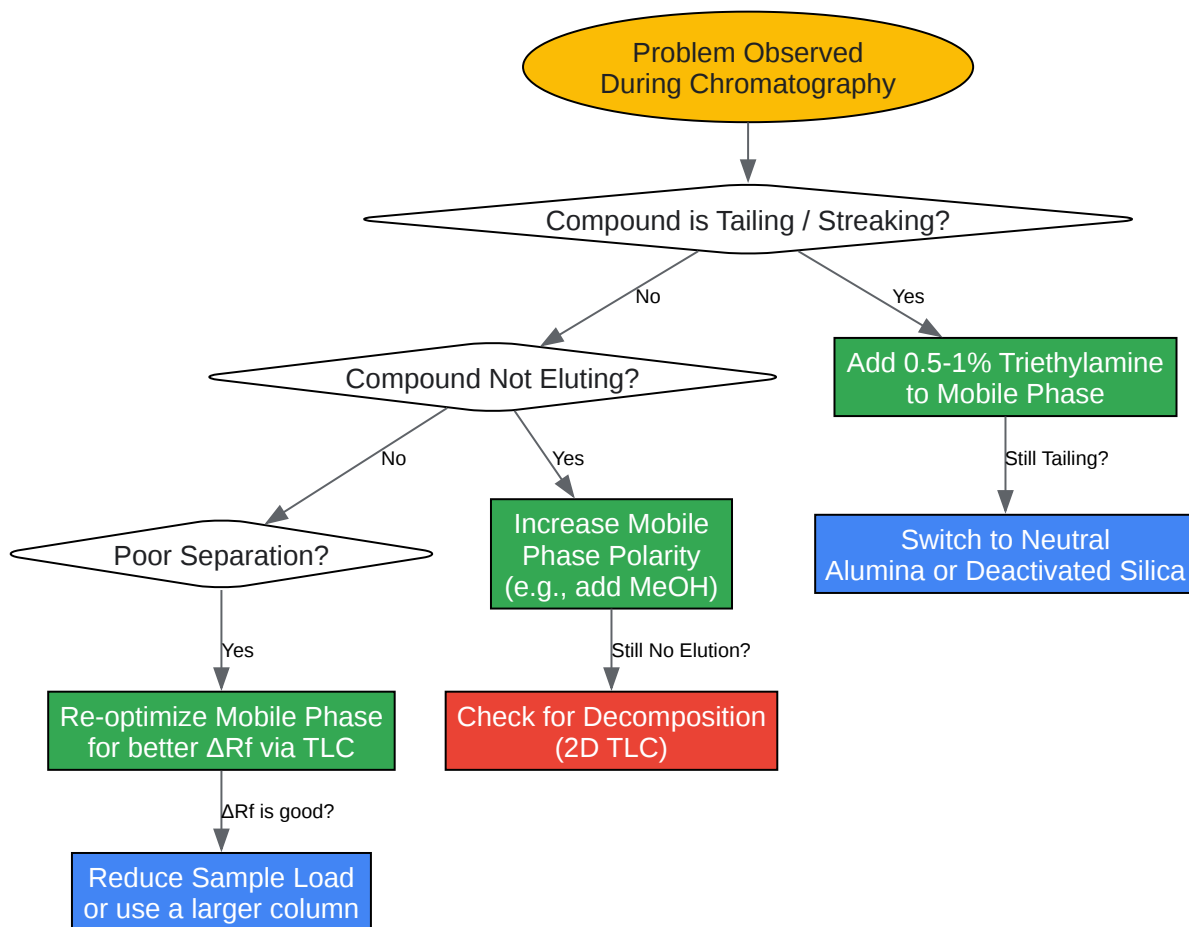 Problem Observed
During Chromatography
Compound is Tailing / Streaking?
No
Yes
Compound Not Eluting?
Add 0.5-1% Triethylamine
to Mobile Phase
No
Yes
Still Tailing?
Poor Separation?
Increase Mobile
Phase Polarity
(e.g., add MeOH)
Switch to Neutral
Alumina or Deactivated Silica
Yes
Still No Elution?
Re-optimize Mobile Phase
for better ΔRf via TLC
Check for Decomposition
(2D TLC)
ΔRf is good?
Reduce Sample Load
or use a larger column